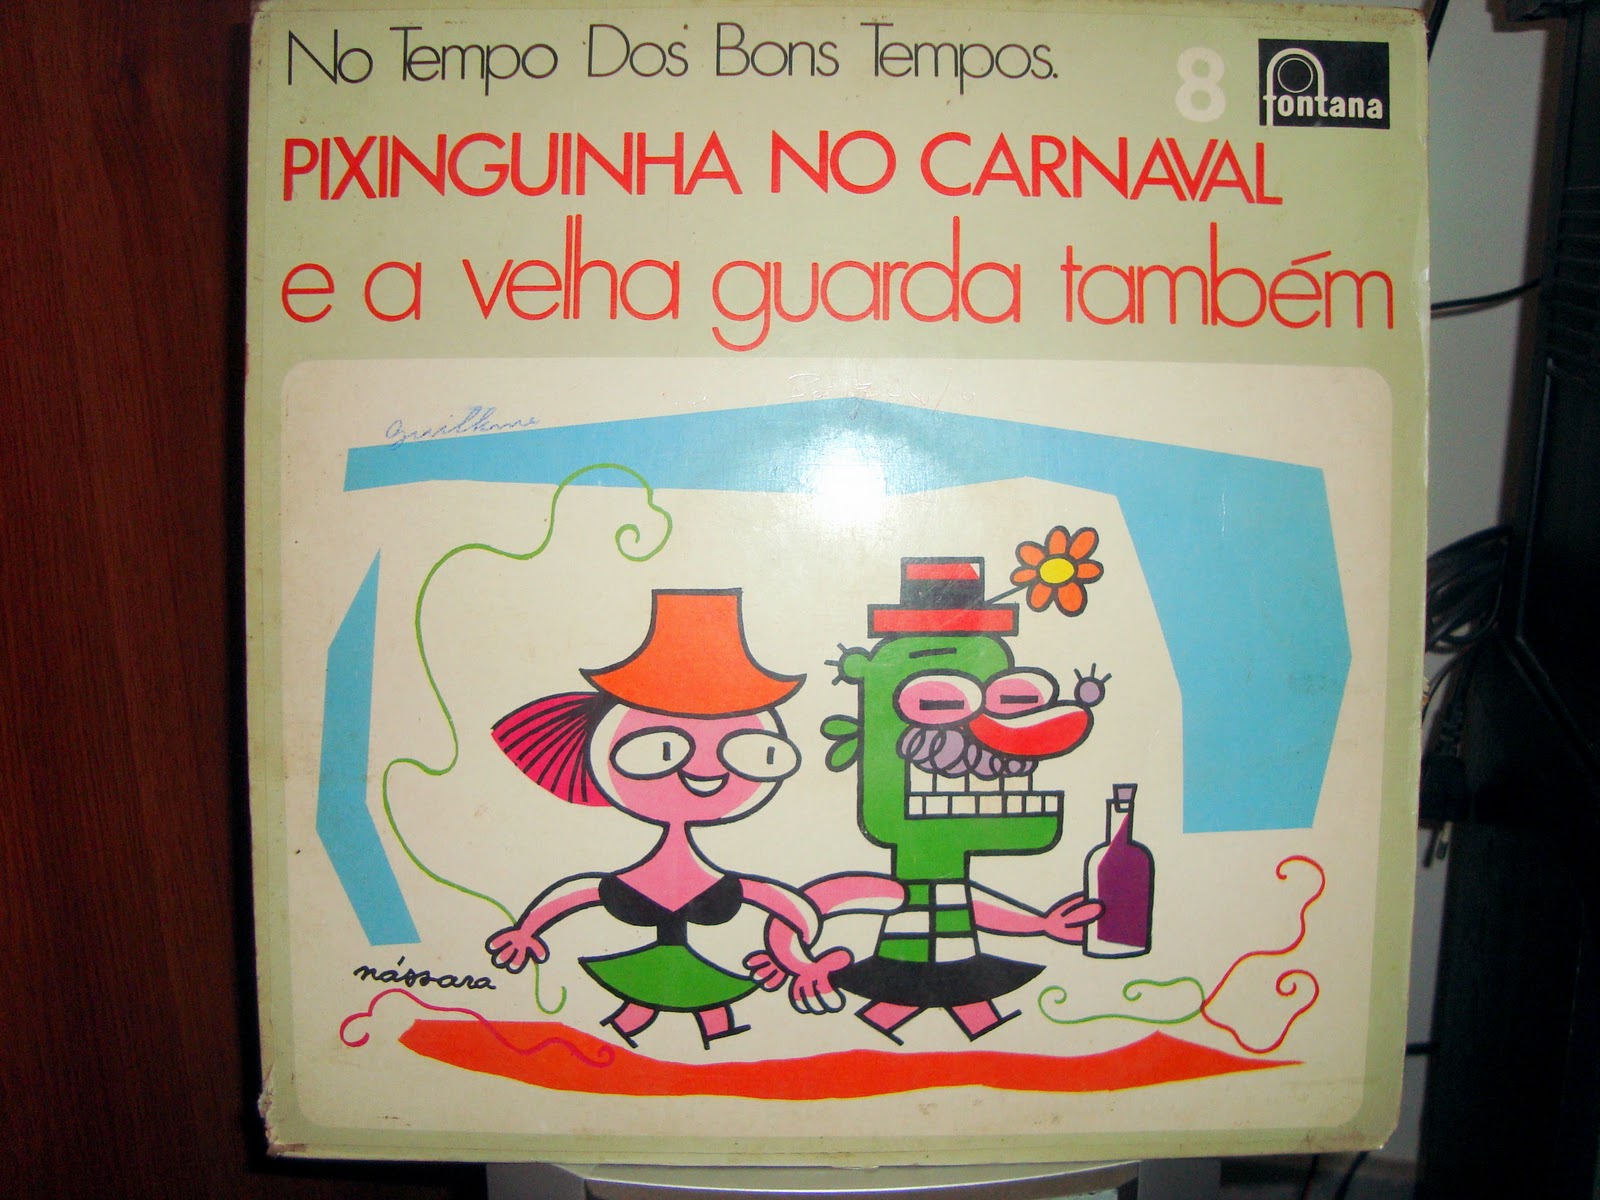 No Tempo Dos Bons Tempos.
8
fontana
PIXINGUINHA NO CARNAVAL
e a velha guarda também
nássara